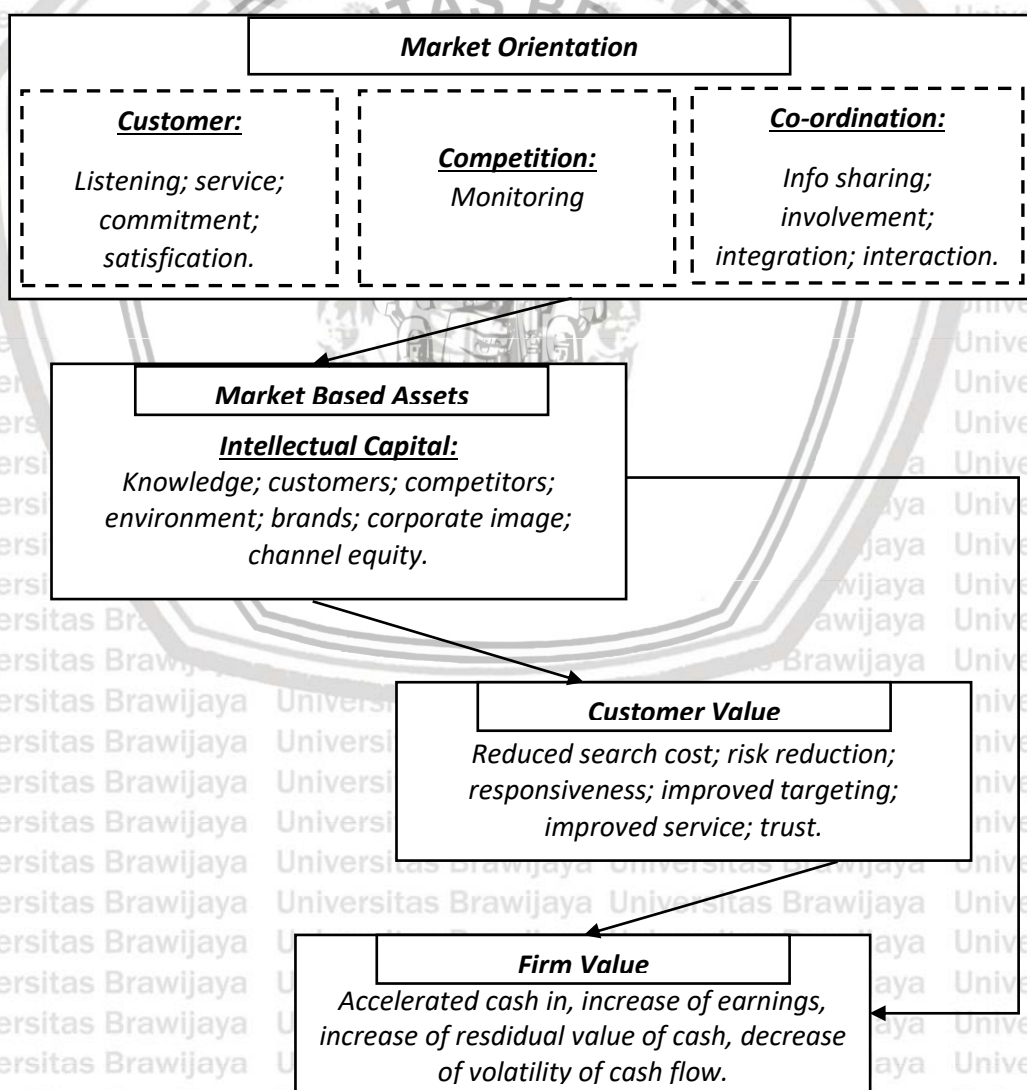 ITAS BR
Market Orientation
Customer:
Listening; service;
commitment;
satisfication.
Competition:
Monitoring
Co-ordination:
Info sharing;
involvement;
integration; interaction.
Market Based Assets
Intellectual Capital:
Knowledge; customers; competitors;
environment; brands; corporate image;
channel equity.
Customer Value
Reduced search cost; risk reduction;
responsiveness; improved targeting;
improved service; trust.
Firm Value
Accelerated cash in, increase of earnings,
increase of resdidual value of cash, decrease
of volatility of cash flow.